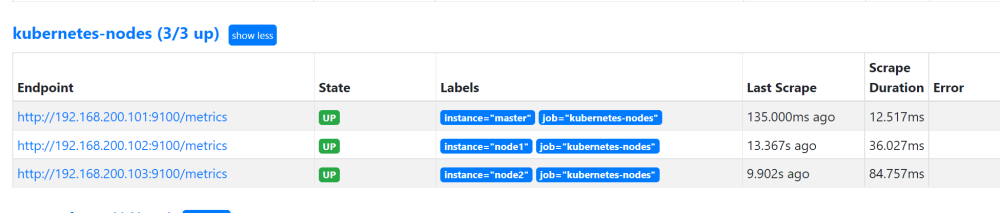 kubernetes-nodes (3/3 up) show less
Endpoint State Labels Last Scrape Scrape Duration Error
http://192.168.200.101:9100/metrics UP instance="master" job="kubernetes-nodes" 135.000ms ago 12.517ms
http://192.168.200.102:9100/metrics UP instance="node1" job="kubernetes-nodes" 13.367s ago 36.027ms
http://192.168.200.103:9100/metrics UP instance="node2" job="kubernetes-nodes" 9.902s ago 84.757ms